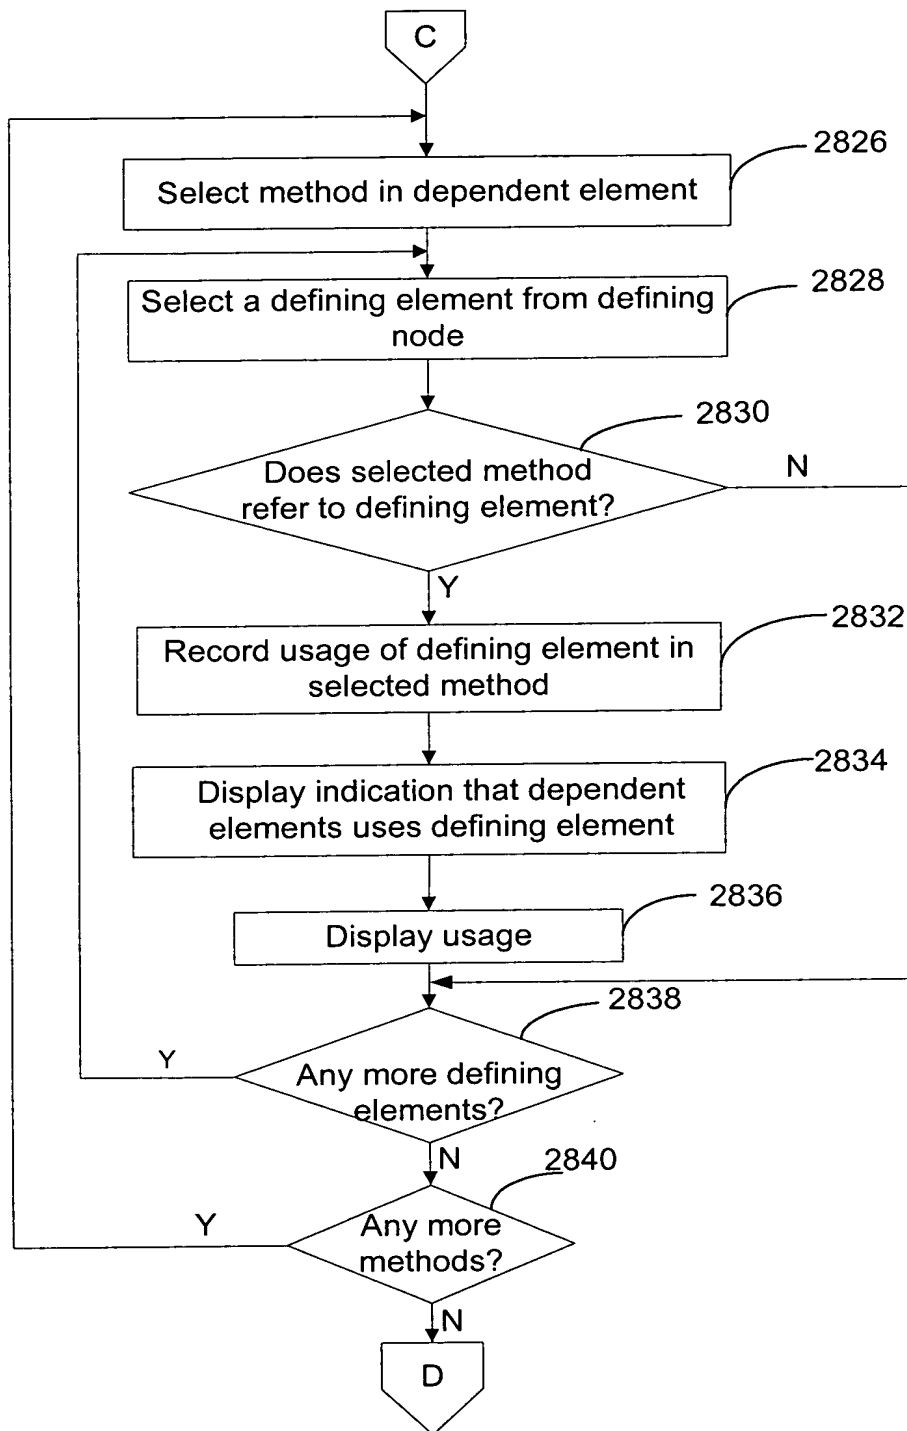 C
2826
Select method in dependent element
2828
Select a defining element from defining
node
2830
Does selected method
refer to defining element?
N
Y
2832
Record usage of defining element in
selected method
2834
Display indication that dependent
elements uses defining element
2836
Display usage
2838
Y
Any more defining
elements?
N
2840
Y
Any more
methods?
N
D